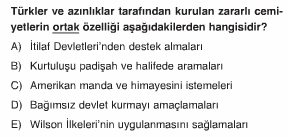 Türkler ve azınlıklar tarafından kurulan zararlı cemi-
yetlerin ortak özelliği aşağıdakilerden hangisidir?
A) İtilaf Devletleri'nden destek almaları
B) Kurtuluşu padişah ve halifede aramaları
C) Amerikan manda ve himayesini istemeleri
D) Bağımsız devlet kurmayı amaçlamaları
E) Wilson İlkeleri'nin uygulanmasını sağlamaları